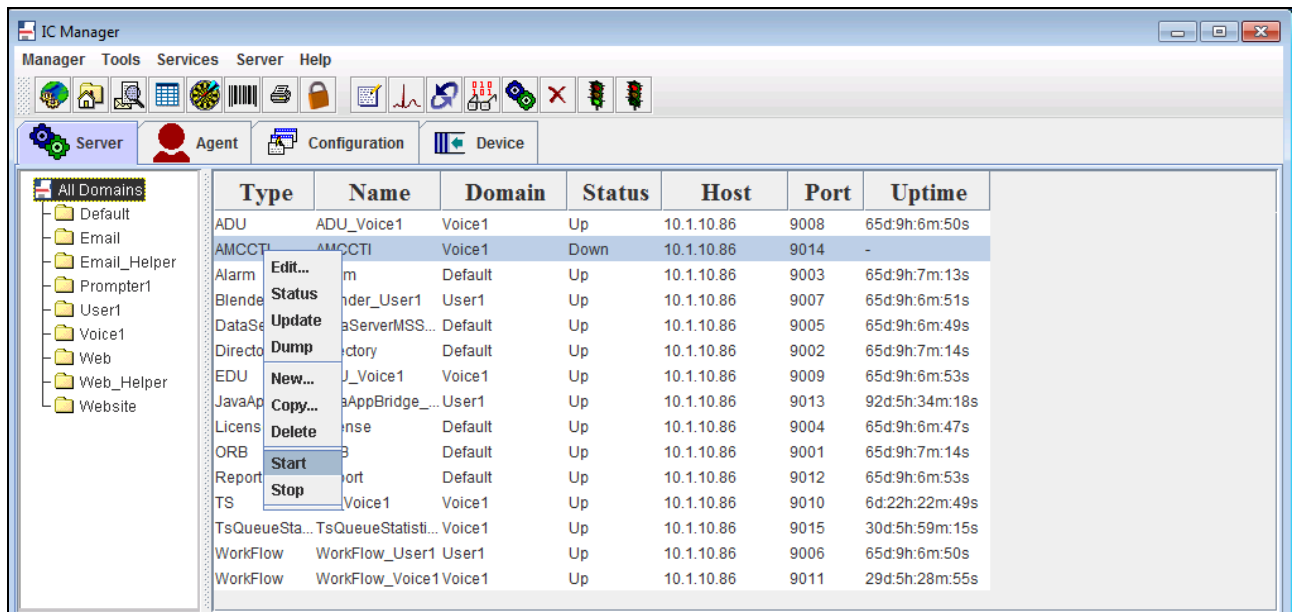 IC Manager
Manager Tools Services Server Help
Server Agent Configuration Device
All Domains
Default
Email
Email_Helper
Prompter1
User1
Voice1
Web
Web_Helper
Website
Type Name Domain Status Host Port Uptime
ADU ADU_Voice1 Voice1 Up 10.1.10.86 9008 65d:9h:6m:50s
AMCCTI AMCCTI Voice1 Down 10.1.10.86 9014 -
Alarm m Default Up 10.1.10.86 9003 65d:9h:7m:13s
Blende nder_User1 User1 Up 10.1.10.86 9007 65d:9h:6m:51s
DataSe aServerMSS... Default Up 10.1.10.86 9005 65d:9h:6m:49s
Directo ectory Default Up 10.1.10.86 9002 65d:9h:7m:14s
EDU U_Voice1 Voice1 Up 10.1.10.86 9009 65d:9h:6m:53s
JavaAp aAppBridge_... User1 Up 10.1.10.86 9013 92d:5h:34m:18s
Licens ense Default Up 10.1.10.86 9004 65d:9h:6m:47s
ORB B Default Up 10.1.10.86 9001 65d:9h:7m:14s
Report ort Default Up 10.1.10.86 9012 65d:9h:6m:53s
TS Voice1 Voice1 Up 10.1.10.86 9010 6d:22h:22m:49s
TsQueueSta... TsQueueStatisti... Voice1 Up 10.1.10.86 9015 30d:5h:59m:15s
WorkFlow WorkFlow_User1 User1 Up 10.1.10.86 9006 65d:9h:6m:50s
WorkFlow WorkFlow_Voice1 Voice1 Up 10.1.10.86 9011 29d:5h:28m:55s
Edit...
Status
Update
Dump
New...
Copy...
Delete
Start
Stop